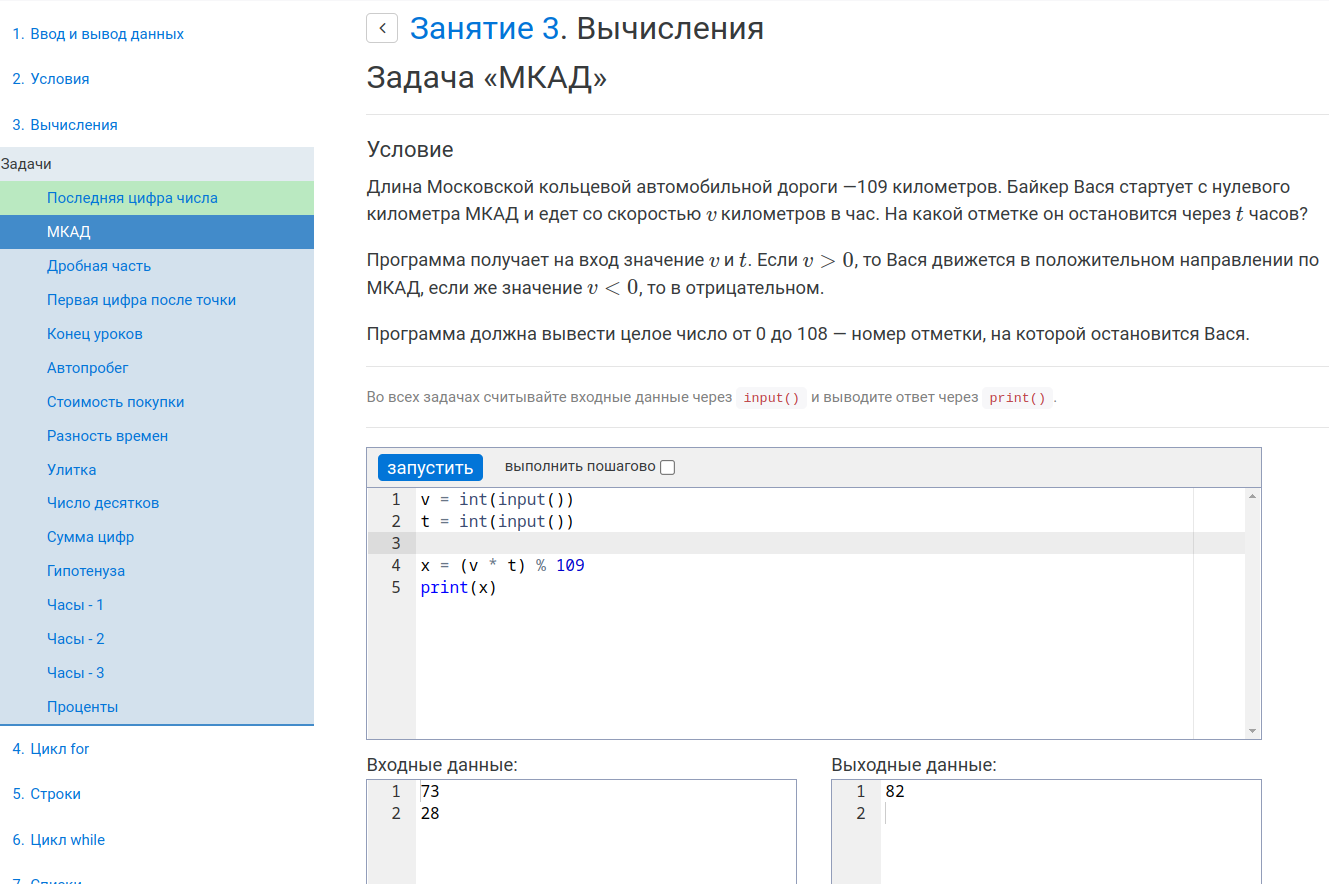 1. Ввод и вывод данных
2. Условия
3. Вычисления
Задачи
Последняя цифра числа
МКАД
Дробная часть
Первая цифра после точки
Конец уроков
Автопробег
Стоимость покупки
Разность времен
Улитка
Число десятков
Сумма цифр
Гипотенуза
Часы - 1
Часы - 2
Часы - 3
Проценты
4. Цикл for
5. Строки
6. Цикл while
7. Списки
Занятие 3. Вычисления
Задача «МКАД»
Условие
Длина Московской кольцевой автомобильной дороги —109 километров. Байкер Вася стартует с нулевого
километра МКАД и едет со скоростью v километров в час. На какой отметке он остановится через t часов?
Программа получает на вход значение v и t. Если v > 0, то Вася движется в положительном направлении по
МКАД, если же значение v < 0, то в отрицательном.
Программа должна вывести целое число от 0 до 108 — номер отметки, на которой остановится Вася.
Во всех задачах считывайте входные данные через input() и выводите ответ через print().
запустить выполнить пошагово
1 v = int(input())
2 t = int(input())
3
4 x = (v * t) % 109
5 print(x)
Входные данные:
1 73
2 28
Выходные данные:
1 82
2